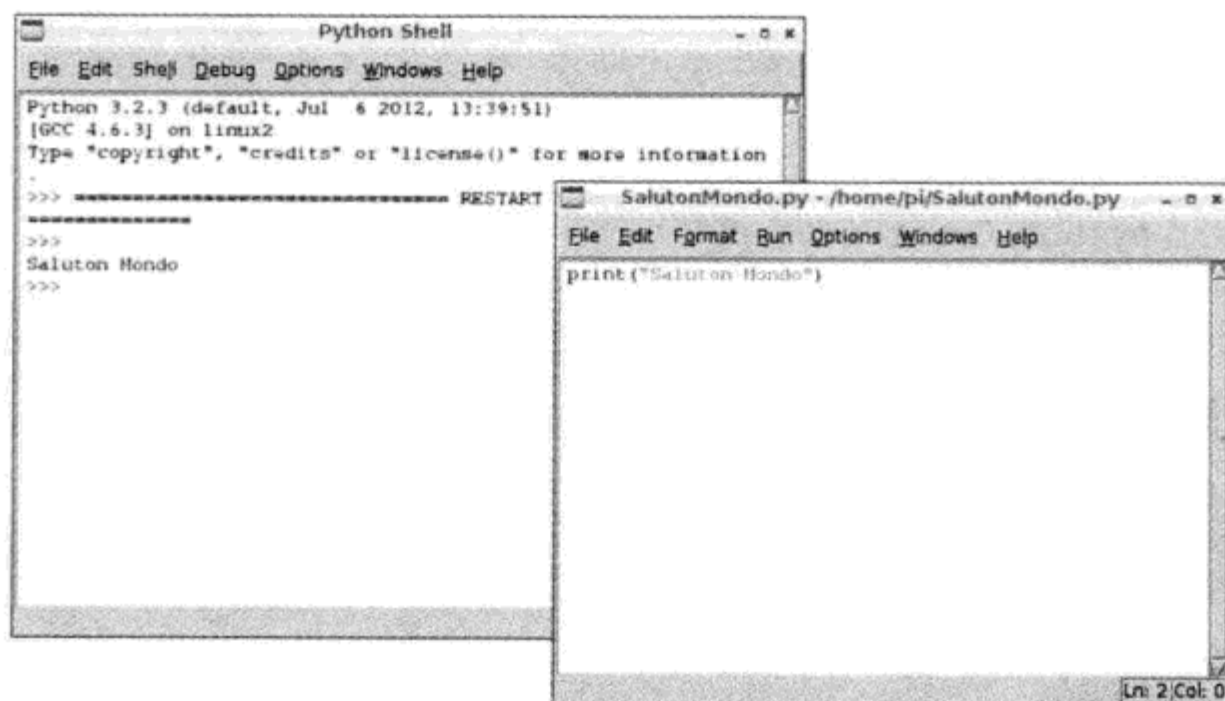 Python Shell
File Edit Shell Debug Options Windows Help
Python 3.2.3 (default, Jul  6 2012, 13:39:51)
[GCC 4.6.3] on linux2
Type "copyright", "credits" or "license()" for more information
.
>>> ================================ RESTART
==============
>>>
Saluton Mondo
>>>
SalutonMondo.py - /home/pi/SalutonMondo.py
File Edit Format Run Options Windows Help
print("Saluton Mondo")
Ln: 2 Col: 0